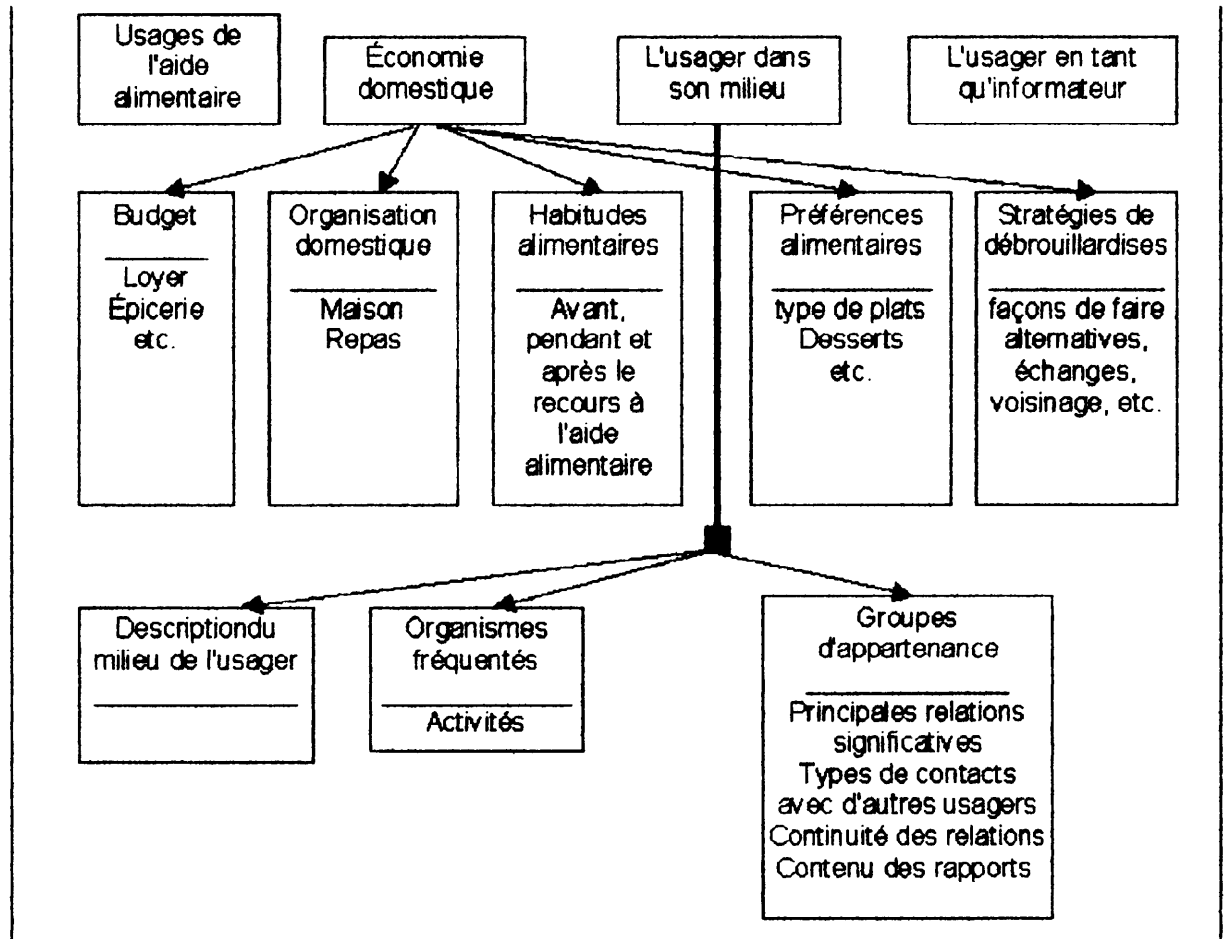 Usages de
l'aide
alimentaire
Économie
domestique
L'usager dans
son milieu
L'usager en tant
qu'informateur
Budget
Loyer
Épicerie
etc.
Organisation
domestique
Maison
Repas
Habitudes
alimentaires
Avant,
pendant et
après le
recours à
l'aide
alimentaire
Préférences
alimentaires
type de plats
Desserts
etc.
Stratégies de
débrouillardises
façons de faire
alternatives,
échanges,
voisinage, etc.
Descriptiondu
milieu de l'usager
Organismes
fréquentés
Activités
Groupes
d'appartenance
Principales relations
significatives
Types de contacts
avec d'autres usagers
Continuité des relations
Contenu des rapports